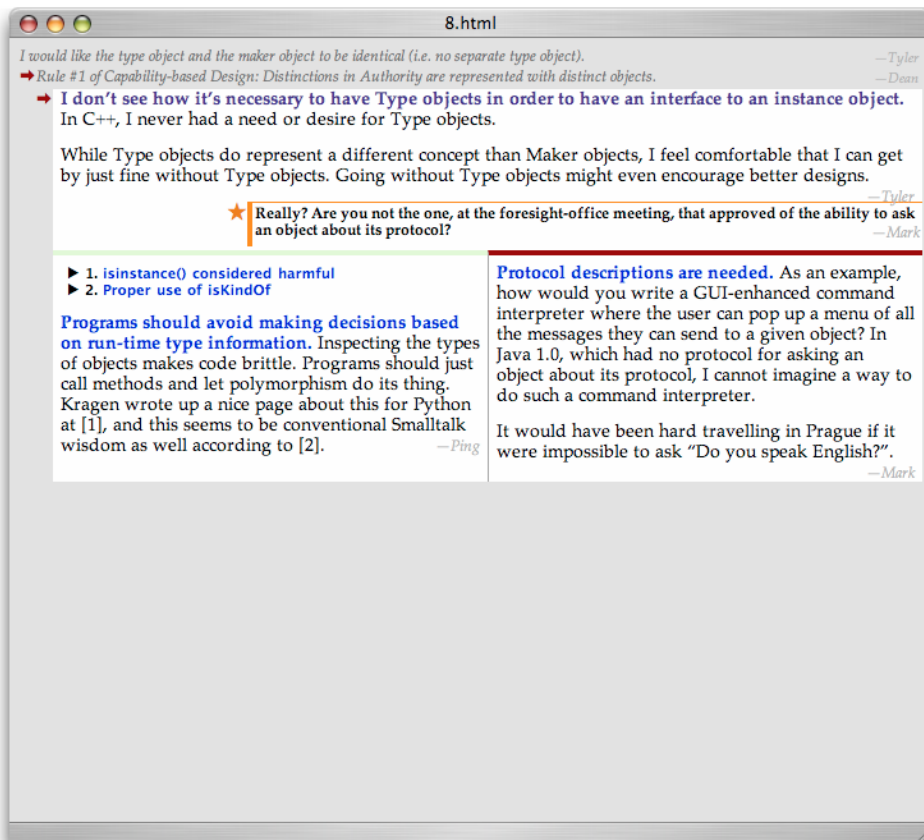 8.html
I would like the type object and the maker object to be identical (i.e. no separate type object).
—Tyler
Rule #1 of Capability-based Design: Distinctions in Authority are represented with distinct objects.
—Dean
I don't see how it's necessary to have Type objects in order to have an interface to an instance object.
In C++, I never had a need or desire for Type objects.
While Type objects do represent a different concept than Maker objects, I feel comfortable that I can get
by just fine without Type objects. Going without Type objects might even encourage better designs.
—Tyler
Really? Are you not the one, at the foresight-office meeting, that approved of the ability to ask
an object about its protocol?
—Mark
1. isinstance() considered harmful
2. Proper use of isKindOf
Programs should avoid making decisions based
on run-time type information. Inspecting the types
of objects makes code brittle. Programs should just
call methods and let polymorphism do its thing.
Kragen wrote up a nice page about this for Python
at [1], and this seems to be conventional Smalltalk
wisdom as well according to [2].
—Ping
Protocol descriptions are needed. As an example,
how would you write a GUI-enhanced command
interpreter where the user can pop up a menu of all
the messages they can send to a given object? In
Java 1.0, which had no protocol for asking an
object about its protocol, I cannot imagine a way to
do such a command interpreter.
It would have been hard travelling in Prague if it
were impossible to ask “Do you speak English?”.
—Mark